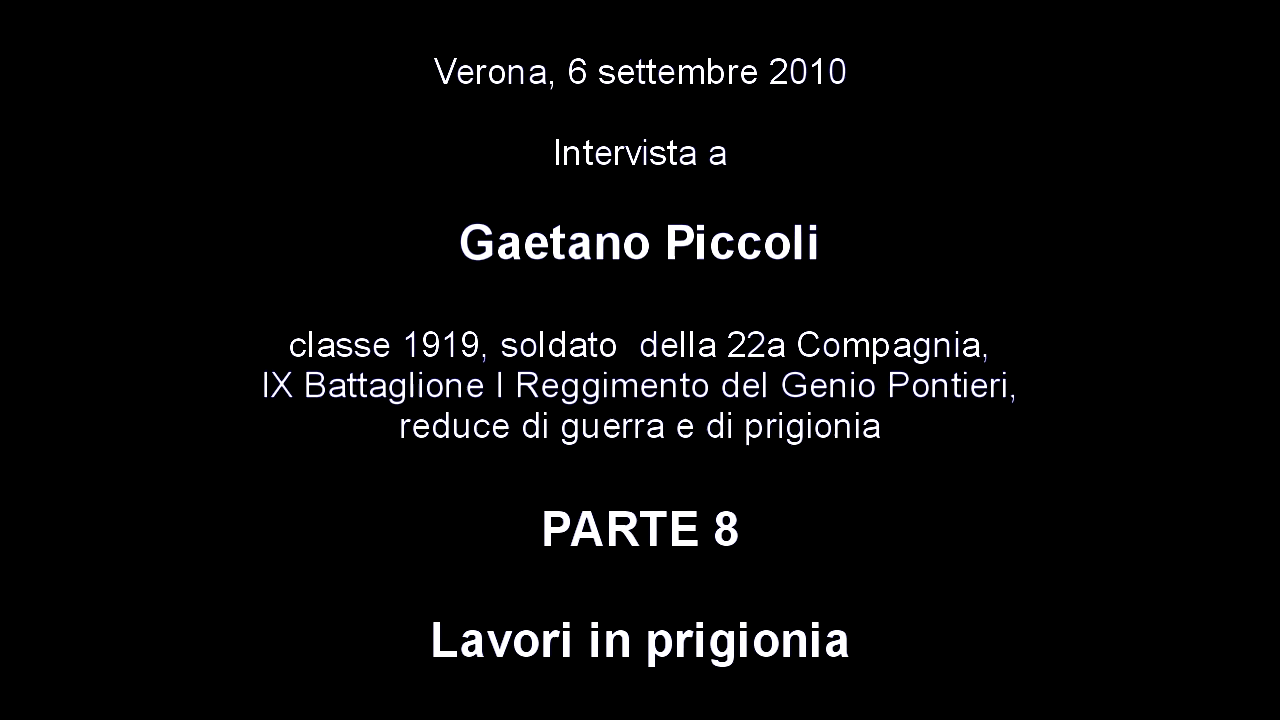 Verona, 6 settembre 2010
Intervista a
Gaetano Piccoli
classe 1919, soldato  della 22a Compagnia,
IX Battaglione I Reggimento del Genio Pontieri,
reduce di guerra e di prigionia
PARTE 8
Lavori in prigionia